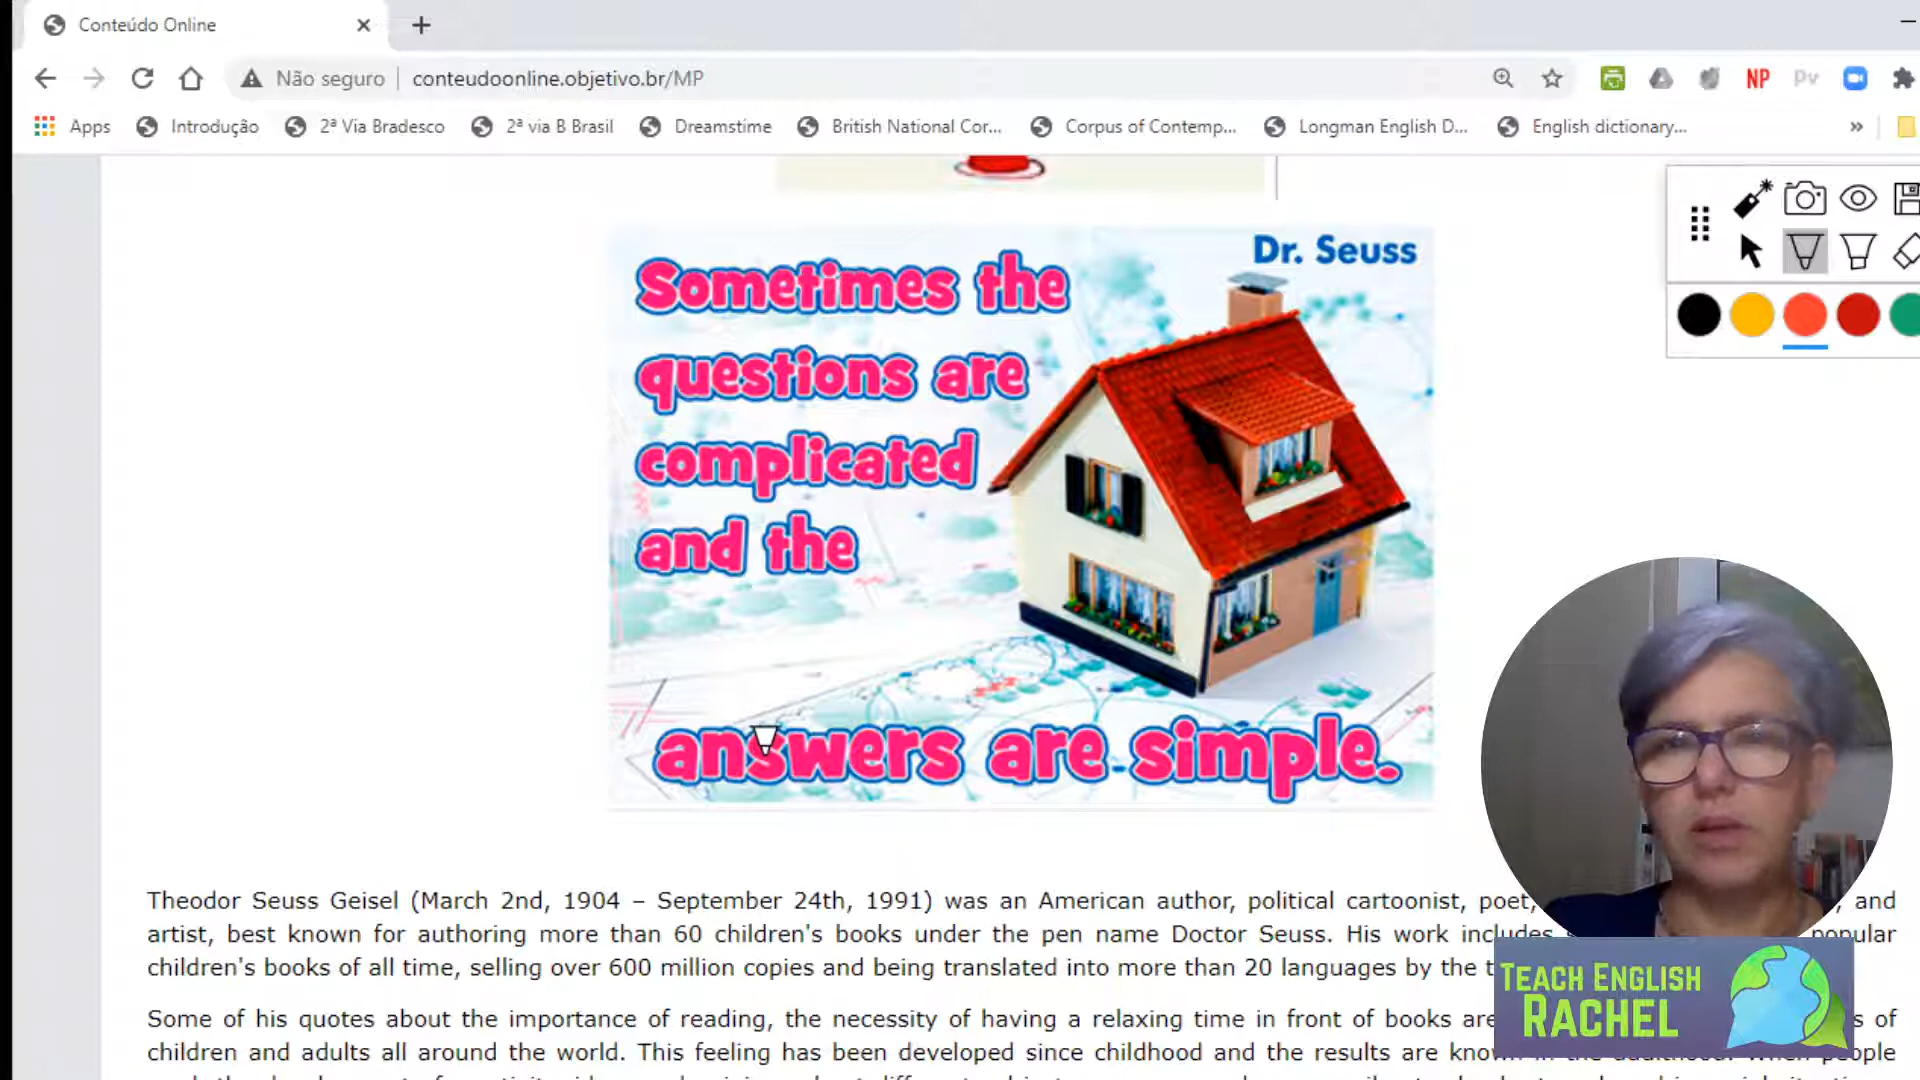 Conteúdo Online
Não seguro
conteudoonline.objetivo.br/MP
NP
Pv
Apps
Introdução
2ª Via Bradesco
2ª via B Brasil
Dreamstime
British National Cor...
Corpus of Contemp...
Longman English D...
English dictionary...
Dr. Seuss
Sometimes the
questions are
complicated
and the
answers are simple.
Theodor Seuss Geisel (March 2nd, 1904 – September 24th, 1991) was an American author, political cartoonist, poet, and
artist, best known for authoring more than 60 children's books under the pen name Doctor Seuss. His work includes popular
children's books of all time, selling over 600 million copies and being translated into more than 20 languages by the
Some of his quotes about the importance of reading, the necessity of having a relaxing time in front of books are of
children and adults all around the world. This feeling has been developed since childhood and the results are known in the adulthood. When people
TEACH ENGLISH
RACHEL